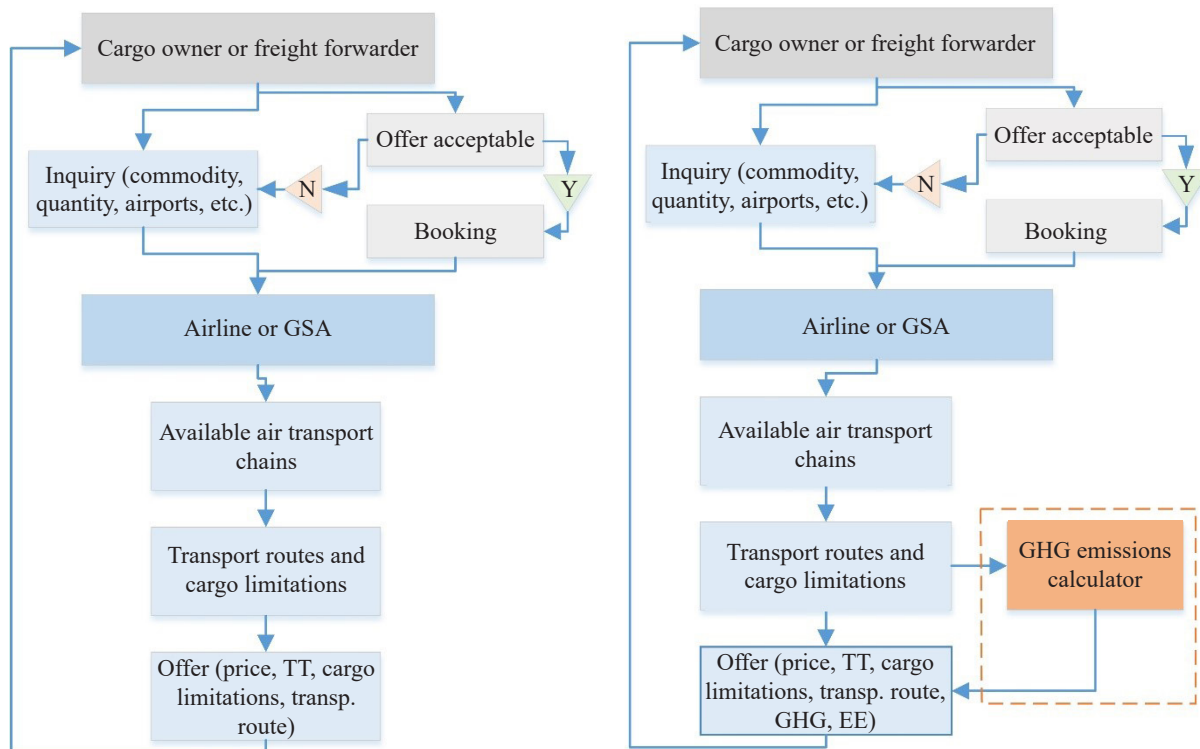 Cargo owner or freight forwarder
Offer acceptable
Inquiry (commodity,
quantity, airports, etc.)
N
Y
Booking
Airline or GSA
Available air transport
chains
Transport routes and
cargo limitations
Offer (price, TT, cargo
limitations, transp.
route)
Cargo owner or freight forwarder
Offer acceptable
Inquiry (commodity,
quantity, airports, etc.)
N
Y
Booking
Airline or GSA
Available air transport
chains
Transport routes and
cargo limitations
GHG emissions
calculator
Offer (price, TT, cargo
limitations, transp. route,
GHG, EE)